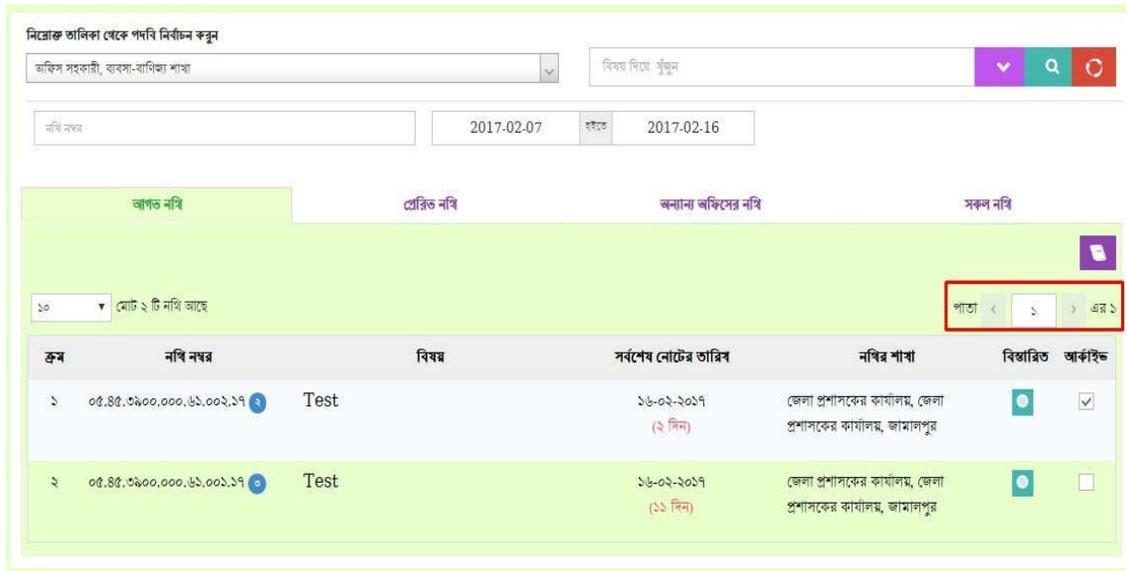 নিম্নোক্ত তালিকা থেকে পদবি নির্বাচন করুন
অফিস সহকারী, ব্যবসা-বাণিজ্য শাখা
বিষয় দিয়ে খুঁজুন
নথি নম্বর
2017-02-07 হইতে 2017-02-16
আগত নথি প্রেরিত নথি অন্যান্য অফিসের নথি সকল নথি
১০ মোট ২ টি নথি আছে পাতা < ১ > এর ১
ক্রম নথি নম্বর বিষয় সর্বশেষ নোটের তারিখ নথির শাখা বিস্তারিত আর্কাইভ
১ ০৫.৪৫.৩৯০০.০০০.৬১.০০২.১৭ ২ Test ১৬-০২-২০১৭ জেলা প্রশাসকের কার্যালয়, জেলা
(২ দিন) প্রশাসকের কার্যালয়, জামালপুর
২ ০৫.৪৫.৩৯০০.০০০.৬১.০০১.১৭ ৩ Test ১৬-০২-২০১৭ জেলা প্রশাসকের কার্যালয়, জেলা
(১১ দিন) প্রশাসকের কার্যালয়, জামালপুর